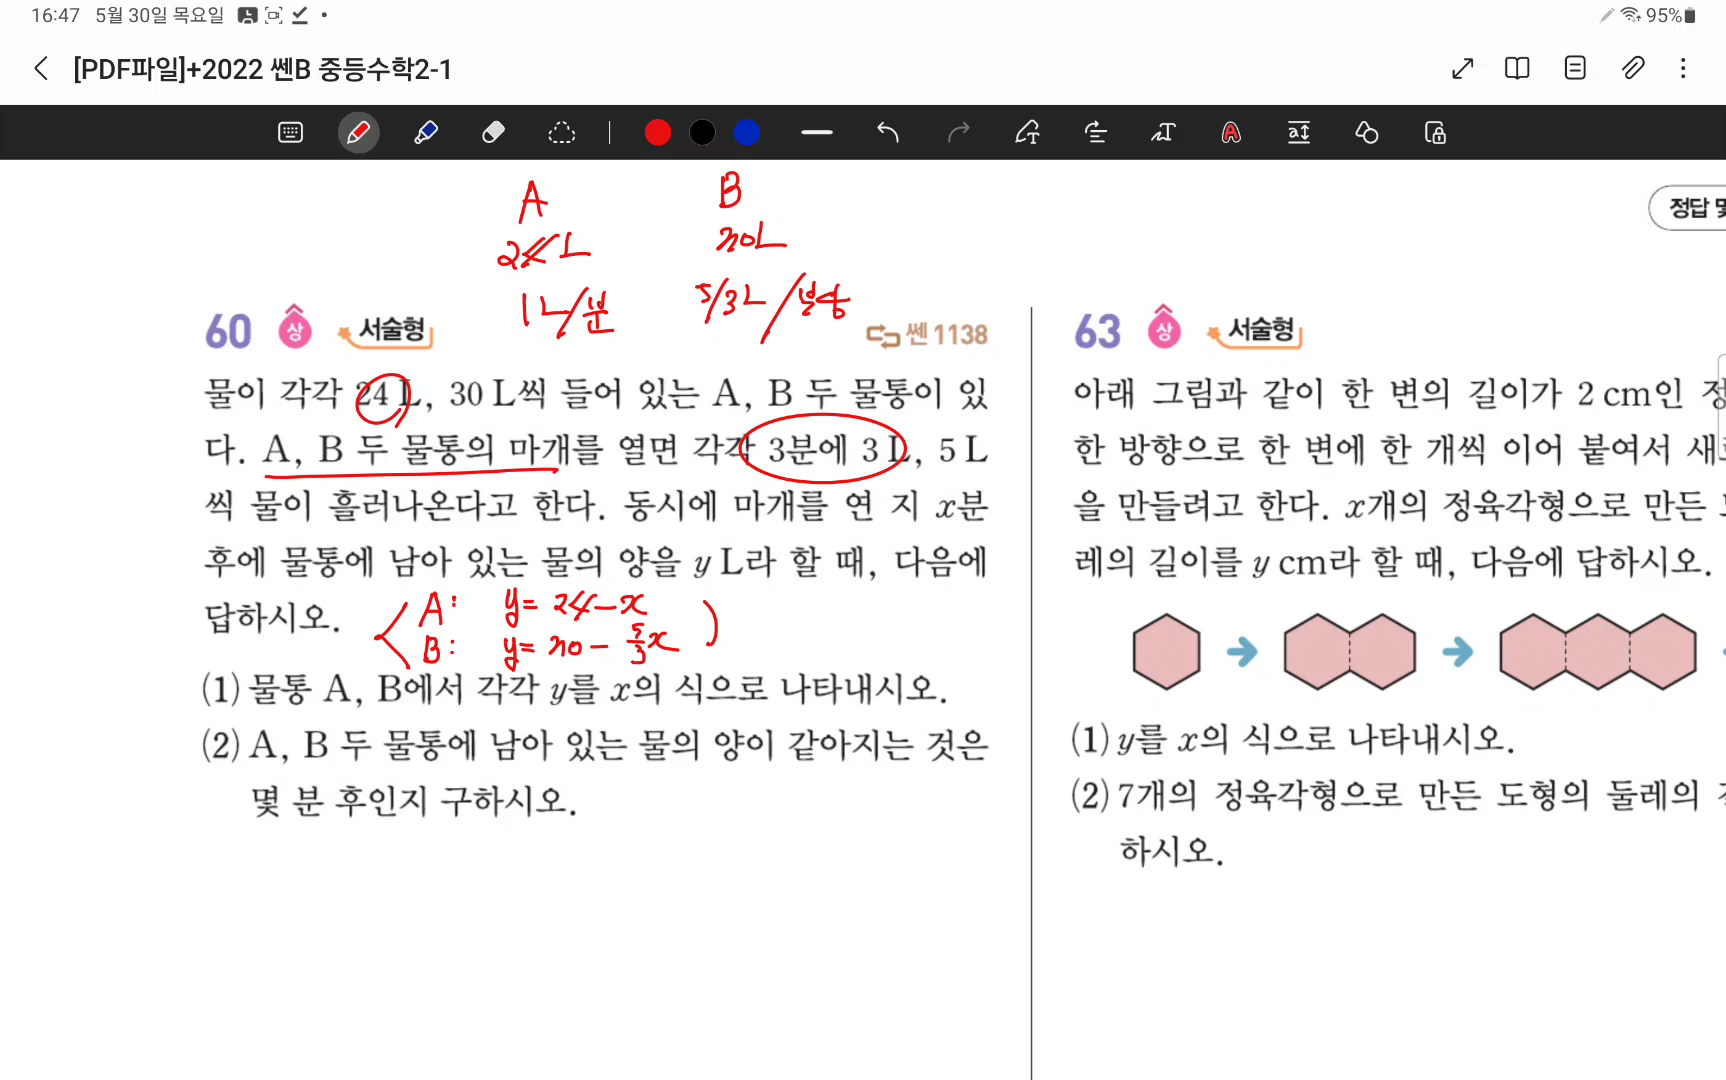 16:47 5월 30일 목요일
95%
[PDF파일]+2022 쎈B 중등수학2-1
A B
24L 30L
1L/분 5/3L/분당
정답 및
60 상 서술형 쎈 1138
물이 각각 24 L, 30 L씩 들어 있는 A, B 두 물통이 있
다. A, B 두 물통의 마개를 열면 각각 3분에 3 L, 5 L
씩 물이 흘러나온다고 한다. 동시에 마개를 연 지 x분
후에 물통에 남아 있는 물의 양을 y L라 할 때, 다음에
답하시오.
A: y= 24-x
B: y= 30 - 5/3x
(1) 물통 A, B에서 각각 y를 x의 식으로 나타내시오.
(2) A, B 두 물통에 남아 있는 물의 양이 같아지는 것은
몇 분 후인지 구하시오.
63 상 서술형
아래 그림과 같이 한 변의 길이가 2 cm인 정
한 방향으로 한 변에 한 개씩 이어 붙여서 새로
을 만들려고 한다. x개의 정육각형으로 만든
레의 길이를 y cm라 할 때, 다음에 답하시오.
(1) y를 x의 식으로 나타내시오.
(2) 7개의 정육각형으로 만든 도형의 둘레의
하시오.